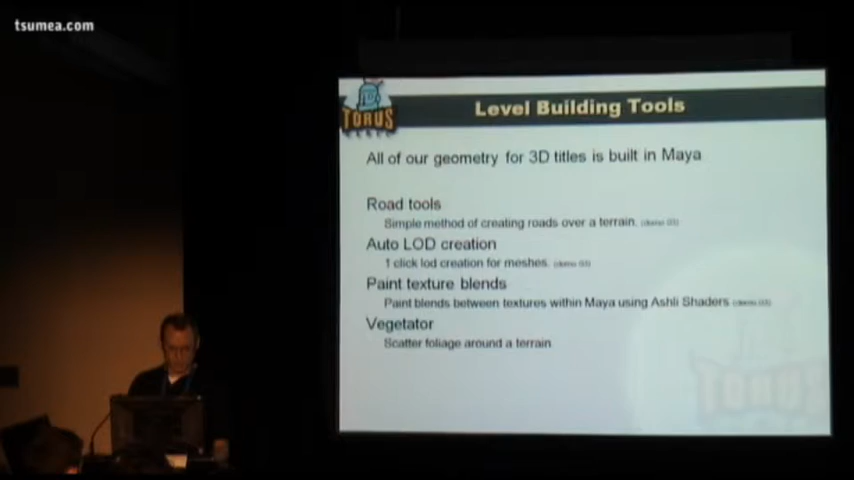 tsumea.com
TORUS
Level Building Tools
All of our geometry for 3D titles is built in Maya
Road tools
Simple method of creating roads over a terrain.
Auto LOD creation
1 click lod creation for meshes.
Paint texture blends
Paint blends between textures within Maya using Ashli Shaders
Vegetator
Scatter foliage around a terrain
TORUS